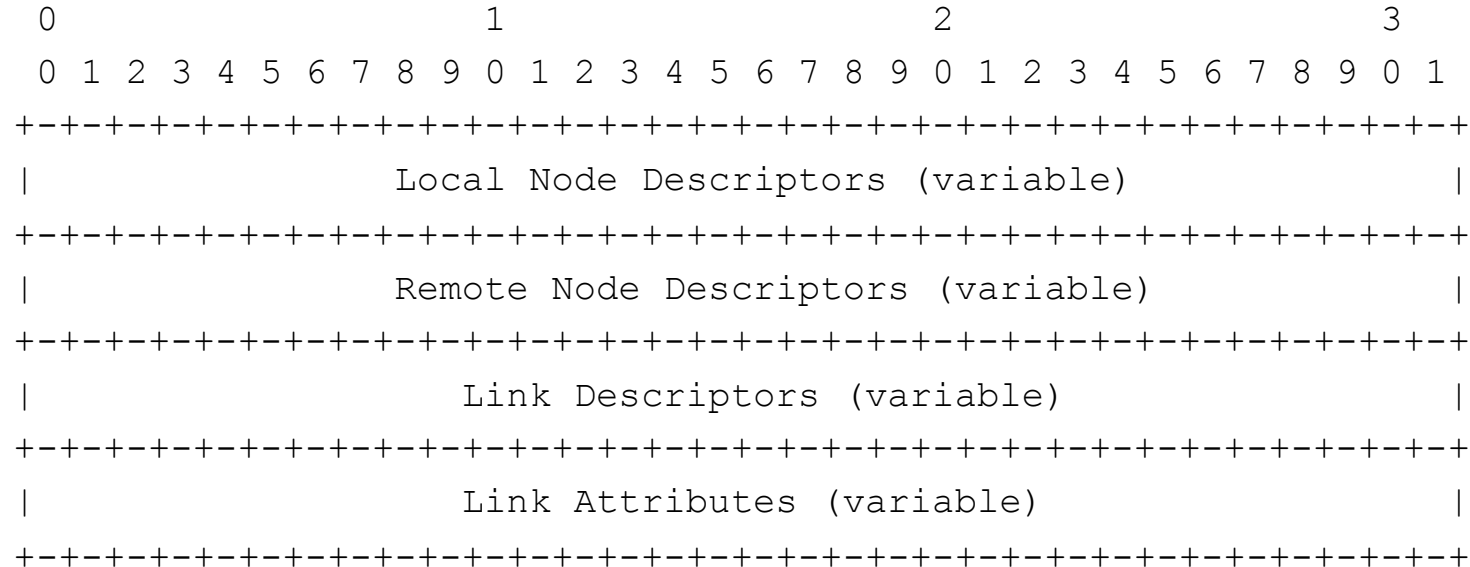 0                   1                   2                   3
 0 1 2 3 4 5 6 7 8 9 0 1 2 3 4 5 6 7 8 9 0 1 2 3 4 5 6 7 8 9 0 1
+-+-+-+-+-+-+-+-+-+-+-+-+-+-+-+-+-+-+-+-+-+-+-+-+-+-+-+-+-+-+-+-+
|                Local Node Descriptors (variable)              |
+-+-+-+-+-+-+-+-+-+-+-+-+-+-+-+-+-+-+-+-+-+-+-+-+-+-+-+-+-+-+-+-+
|                Remote Node Descriptors (variable)             |
+-+-+-+-+-+-+-+-+-+-+-+-+-+-+-+-+-+-+-+-+-+-+-+-+-+-+-+-+-+-+-+-+
|                   Link Descriptors (variable)                 |
+-+-+-+-+-+-+-+-+-+-+-+-+-+-+-+-+-+-+-+-+-+-+-+-+-+-+-+-+-+-+-+-+
|                   Link Attributes (variable)                  |
+-+-+-+-+-+-+-+-+-+-+-+-+-+-+-+-+-+-+-+-+-+-+-+-+-+-+-+-+-+-+-+-+